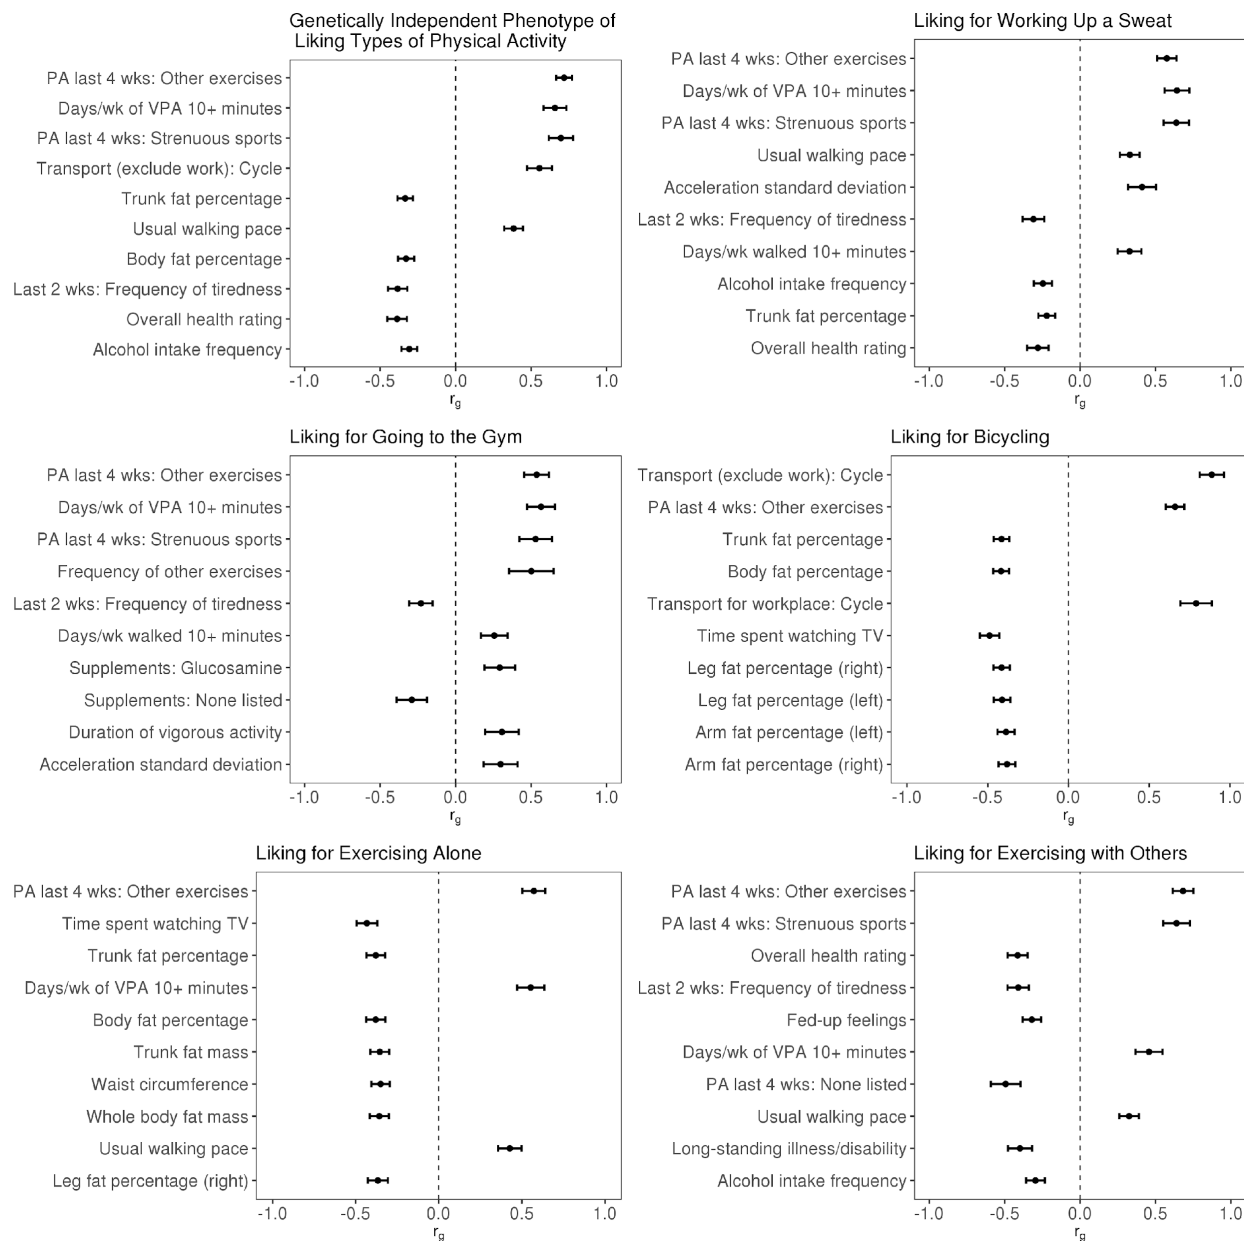 Genetically Independent Phenotype of
Liking Types of Physical Activity
PA last 4 wks: Other exercises
Days/wk of VPA 10+ minutes
PA last 4 wks: Strenuous sports
Transport (exclude work): Cycle
Trunk fat percentage
Usual walking pace
Body fat percentage
Last 2 wks: Frequency of tiredness
Overall health rating
Alcohol intake frequency
-1.0 -0.5 0.0 0.5 1.0
rg
Liking for Working Up a Sweat
PA last 4 wks: Other exercises
Days/wk of VPA 10+ minutes
PA last 4 wks: Strenuous sports
Usual walking pace
Acceleration standard deviation
Last 2 wks: Frequency of tiredness
Days/wk walked 10+ minutes
Alcohol intake frequency
Trunk fat percentage
Overall health rating
-1.0 -0.5 0.0 0.5 1.0
rg
Liking for Going to the Gym
PA last 4 wks: Other exercises
Days/wk of VPA 10+ minutes
PA last 4 wks: Strenuous sports
Frequency of other exercises
Last 2 wks: Frequency of tiredness
Days/wk walked 10+ minutes
Supplements: Glucosamine
Supplements: None listed
Duration of vigorous activity
Acceleration standard deviation
-1.0 -0.5 0.0 0.5 1.0
rg
Liking for Bicycling
Transport (exclude work): Cycle
PA last 4 wks: Other exercises
Trunk fat percentage
Body fat percentage
Transport for workplace: Cycle
Time spent watching TV
Leg fat percentage (right)
Leg fat percentage (left)
Arm fat percentage (left)
Arm fat percentage (right)
-1.0 -0.5 0.0 0.5 1.0
rg
Liking for Exercising Alone
PA last 4 wks: Other exercises
Time spent watching TV
Trunk fat percentage
Days/wk of VPA 10+ minutes
Body fat percentage
Trunk fat mass
Waist circumference
Whole body fat mass
Usual walking pace
Leg fat percentage (right)
-1.0 -0.5 0.0 0.5 1.0
rg
Liking for Exercising with Others
PA last 4 wks: Other exercises
PA last 4 wks: Strenuous sports
Overall health rating
Last 2 wks: Frequency of tiredness
Fed-up feelings
Days/wk of VPA 10+ minutes
PA last 4 wks: None listed
Usual walking pace
Long-standing illness/disability
Alcohol intake frequency
-1.0 -0.5 0.0 0.5 1.0
rg